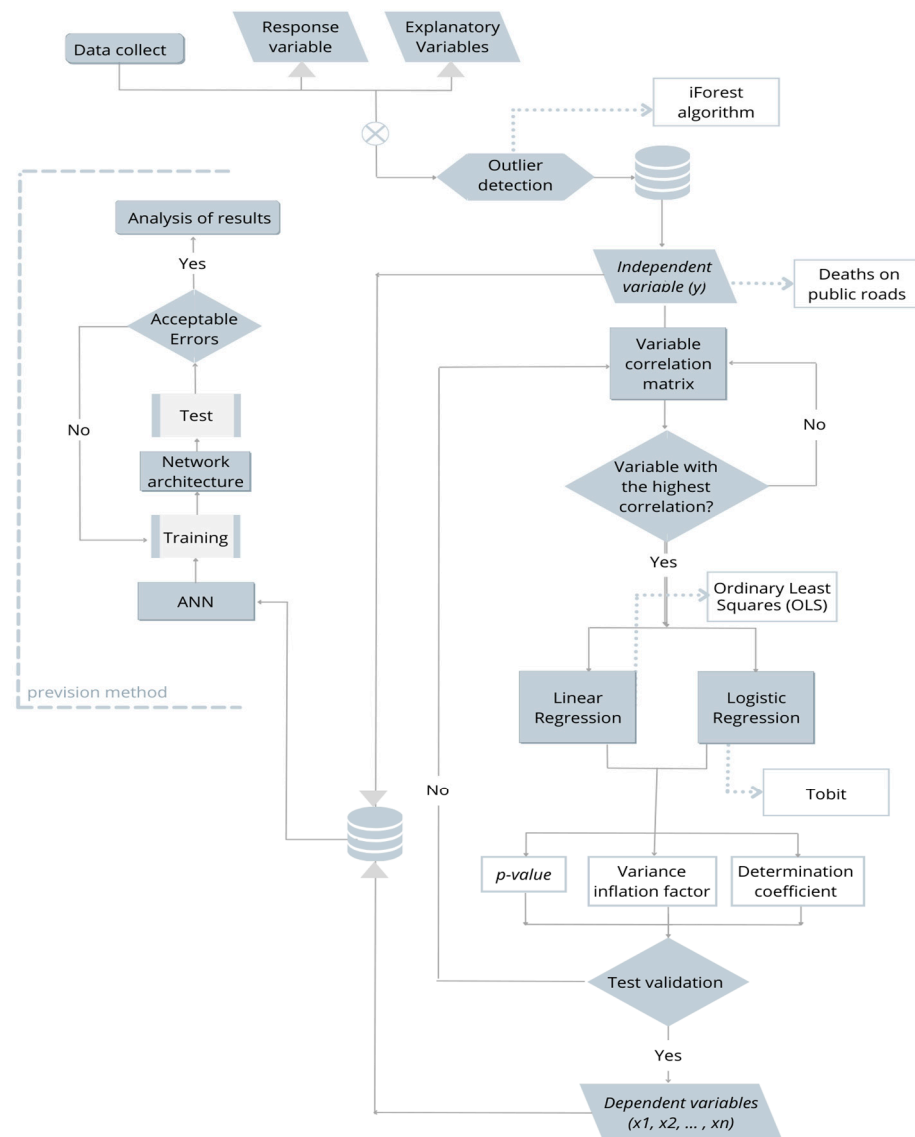 Data collect
Response
variable
Explanatory
Variables
iForest
algorithm
Outlier
detection
Analysis of results
Yes
Acceptable
Errors
No
Test
Network
architecture
Training
ANN
prevision method
Independent
variable (y)
Deaths on
public roads
Variable
correlation
matrix
No
Variable with
the highest
correlation?
Yes
Ordinary Least
Squares (OLS)
Linear
Regression
Logistic
Regression
No
Tobit
p-value
Variance
inflation factor
Determination
coefficient
Test validation
Yes
Dependent variables
(x1, x2, ... , xn)